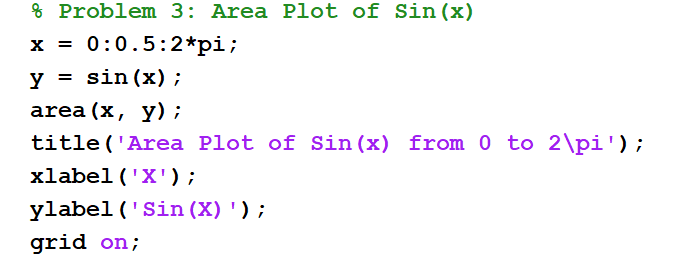 % Problem 3: Area Plot of Sin(x)
x = 0:0.5:2*pi;
y = sin(x);
area(x, y);
title('Area Plot of Sin(x) from 0 to 2\pi');
xlabel('X');
ylabel('Sin(X)');
grid on;